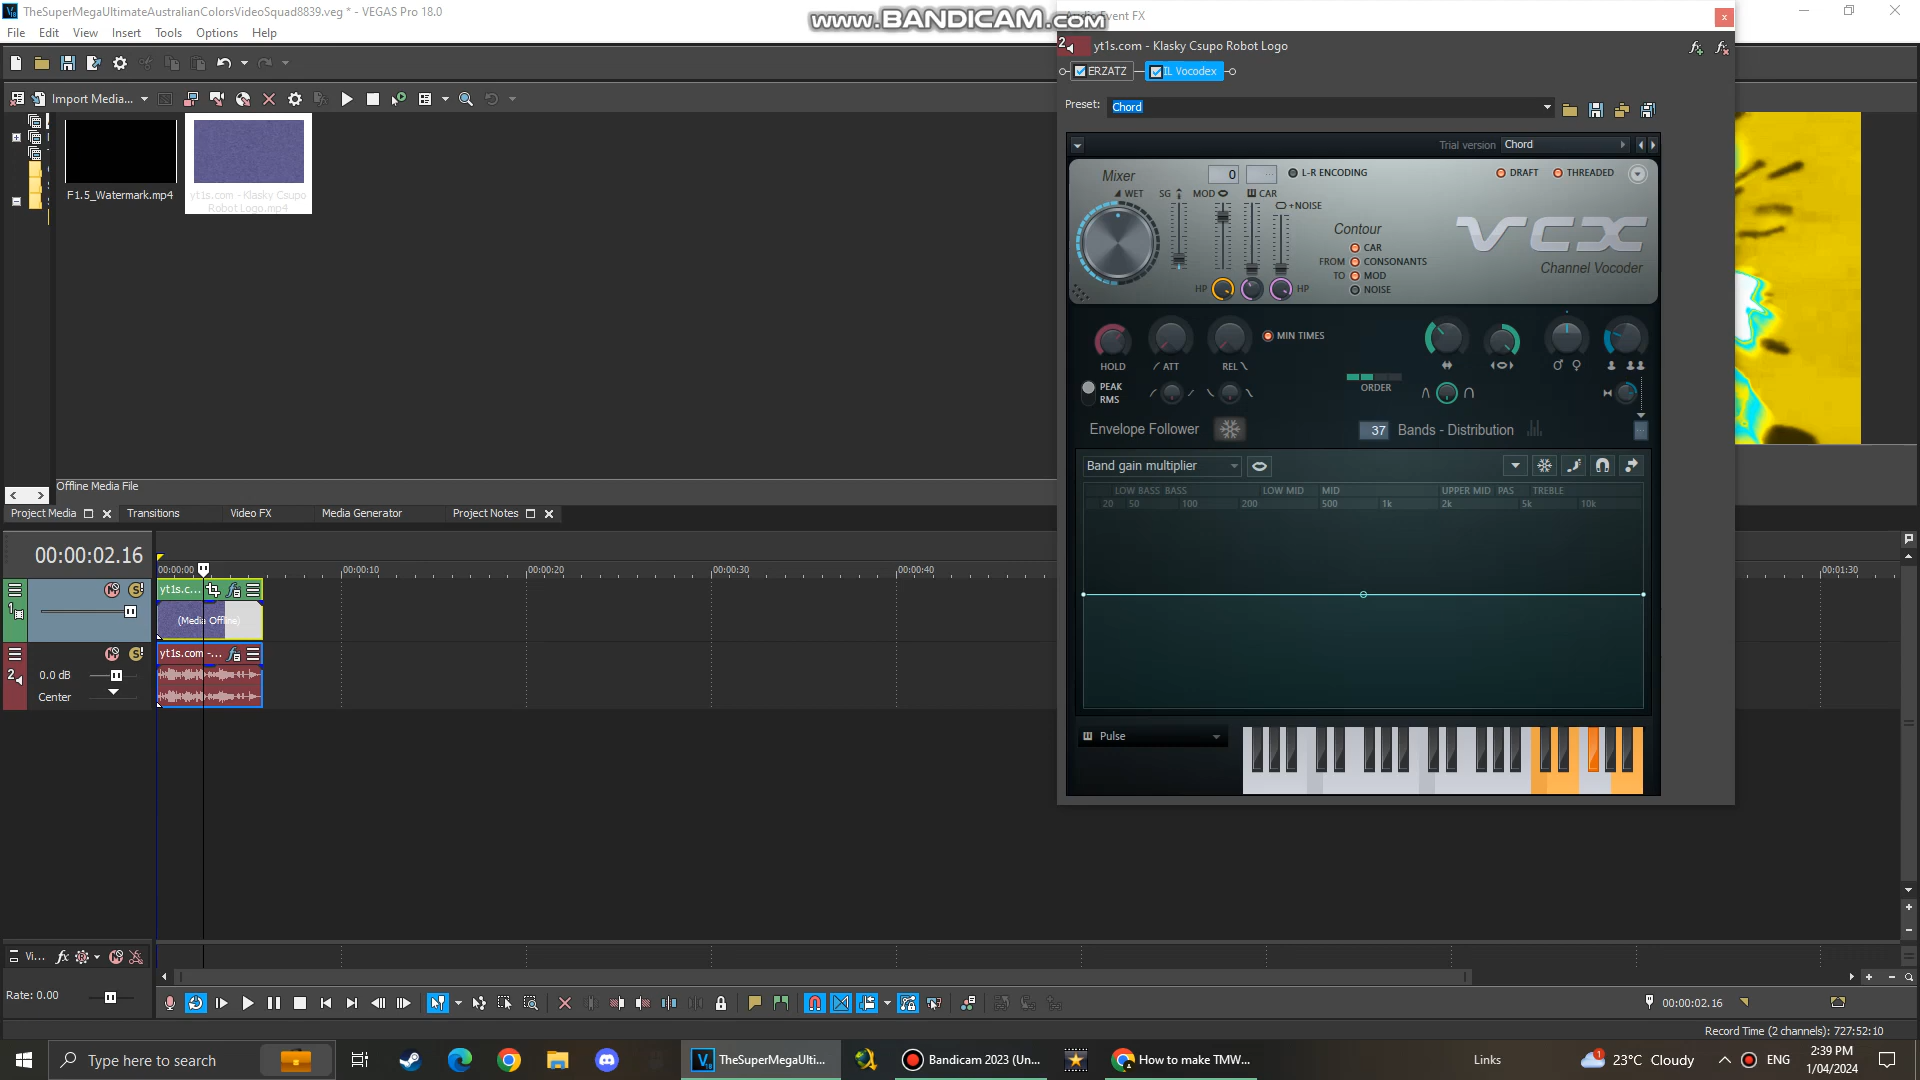 TheSuperMegaUltimateAustralianColorsVideoSquad8839.veg * - VEGAS Pro 18.0
www.BANDICAM.com
Event FX
File Edit View Insert Tools Options Help
yt1s.com - Klasky Csupo Robot Logo
ERZATZ IL Vocodex
Import Media...
Preset: Chord
Trial version Chord
Mixer 0 L-R ENCODING DRAFT THREADED
WET SG MOD CAR
+NOISE
Contour
CAR
FROM CONSONANTS
TO MOD
NOISE
HP HP
VCX
Channel Vocoder
F1.5_Watermark.mp4
yt1s.com - Klasky Csupo
Robot Logo.mp4
MIN TIMES
HOLD ATT REL
ORDER
PEAK
RMS
Envelope Follower 37 Bands - Distribution
Band gain multiplier
LOW BASS BASS LOW MID MID UPPER MID PAS TREBLE
20 50 100 200 500 1k 2k 5k 10k
Offline Media File
Project Media Transitions Video FX Media Generator Project Notes
00:00:02.16
00:00:00 00:00:10 00:00:20 00:00:30 00:00:40 00:01:30
1 yt1s.c...
(Media Offline)
2 yt1s.com -...
0.0 dB
Center
Pulse
Vi...
Rate: 0.00
00:00:02.16
Record Time (2 channels): 727:52:10
Type here to search
TheSuperMegaUlti...
Bandicam 2023 (Un...
How to make TMW...
Links
1 23°C Cloudy
ENG
2:39 PM
1/04/2024